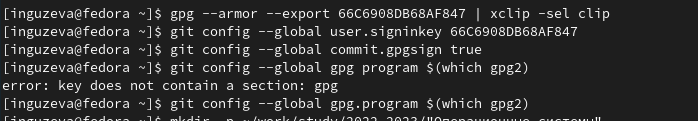 [inguzeva@fedora ~]$ gpg --armor --export 66C6908DB68AF847 | xclip -sel clip
[inguzeva@fedora ~]$ git config --global user.signinkey 66C6908DB68AF847
[inguzeva@fedora ~]$ git config --global commit.gpgsign true
[inguzeva@fedora ~]$ git config --global gpg program $(which gpg2)
error: key does not contain a section: gpg
[inguzeva@fedora ~]$ git config --global gpg.program $(which gpg2)
[inguzeva@fedora ~]$ mkdir -p ~/work/study/2022-2023/"Операционные системы"